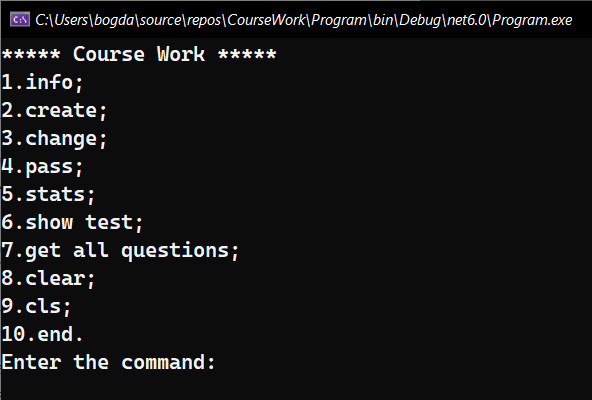 C:\Users\bogda\source\repos\CourseWork\Program\bin\Debug\net6.0\Program.exe
***** Course Work *****
1.info;
2.create;
3.change;
4.pass;
5.stats;
6.show test;
7.get all questions;
8.clear;
9.cls;
10.end.
Enter the command: